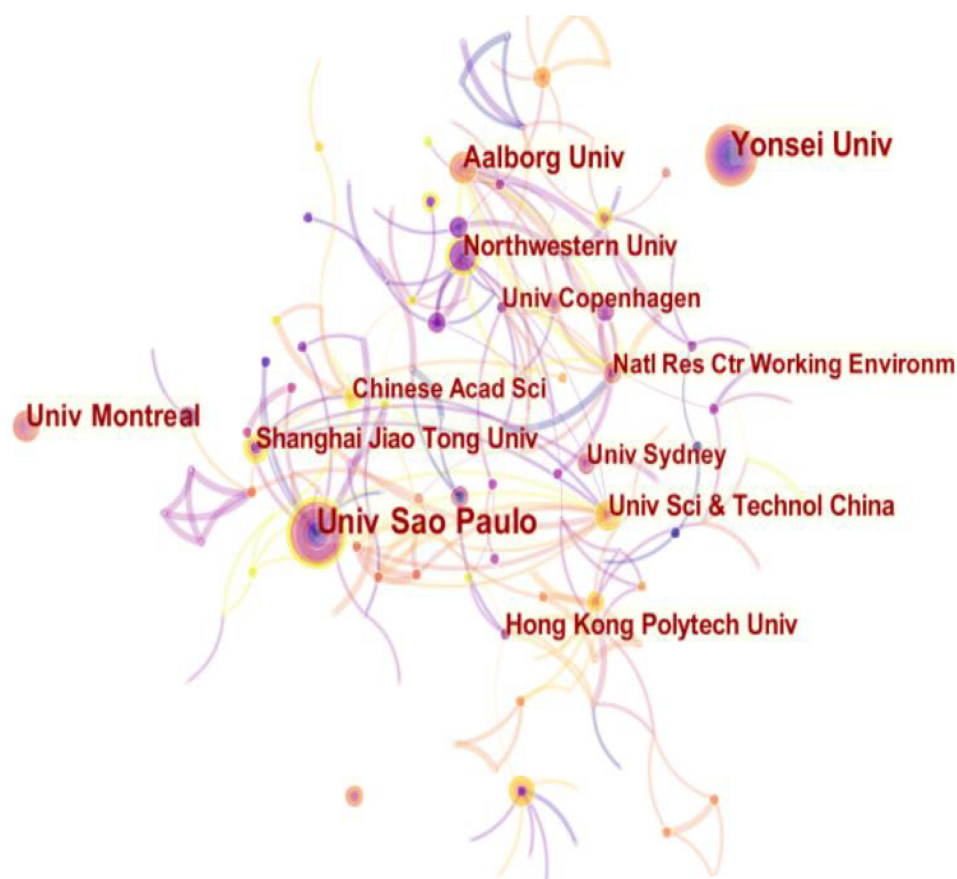 Yonsei Univ
Aalborg Univ
Northwestern Univ
Univ Copenhagen
Natl Res Ctr Working Environm
Chinese Acad Sci
Univ Montreal
Shanghai Jiao Tong Univ
Univ Sydney
Univ Sci & Technol China
Univ Sao Paulo
Hong Kong Polytech Univ